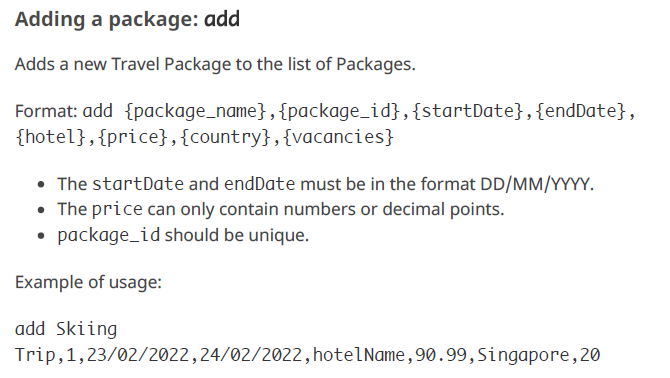 Adding a package: add
Adds a new Travel Package to the list of Packages.
Format: add {package_name},{package_id},{startDate},{endDate},
{hotel},{price},{country},{vacancies}
• The startDate and endDate must be in the format DD/MM/YYYY.
• The price can only contain numbers or decimal points.
• package_id should be unique.
Example of usage:
add Skiing
Trip,1,23/02/2022,24/02/2022,hotelName,90.99,Singapore,20